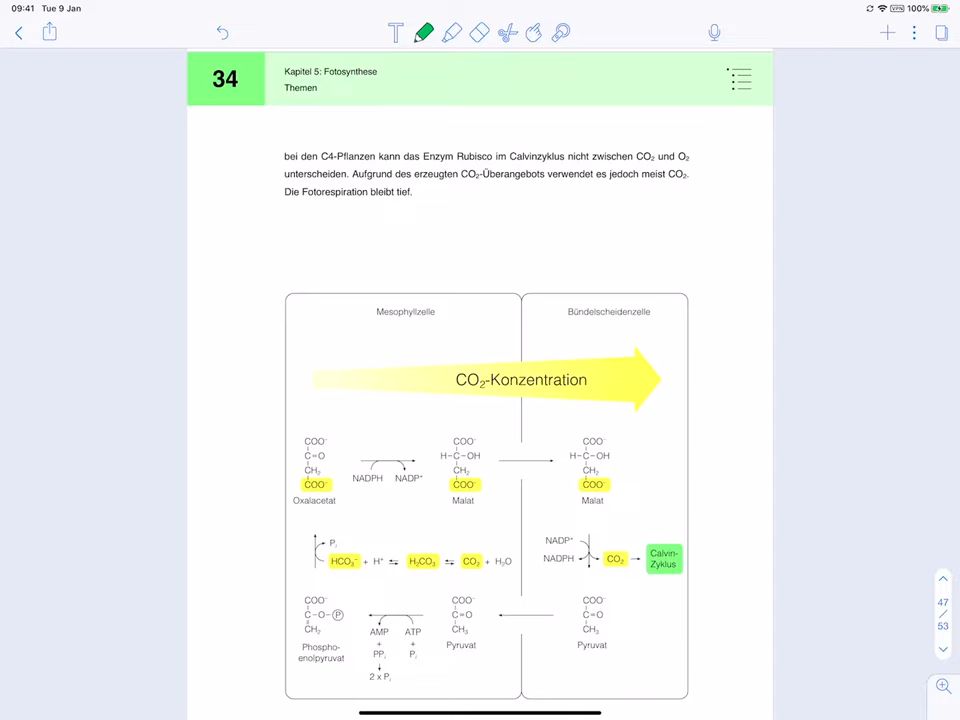 09:41 Tue 9 Jan
VPN 100%
T
34
Kapitel 5: Fotosynthese
Themen
bei den C4-Pflanzen kann das Enzym Rubisco im Calvinzyklus nicht zwischen CO₂ und O₂
unterscheiden. Aufgrund des erzeugten CO₂-Überangebots verwendet es jedoch meist CO₂.
Die Fotorespiration bleibt tief.
Mesophyllzelle
Bündelscheidenzelle
CO₂-Konzentration
COO⁻ COO⁻ COO⁻
C=O H–C–OH H–C–OH
CH₂ CH₂ CH₂
NADPH NADP⁺
COO⁻ COO⁻ COO⁻
Oxalacetat Malat Malat
Pᵢ
NADP⁺
HCO₃⁻ + H⁺ ⇋ H₂CO₃ ⇋ CO₂ + H₂O
NADPH CO₂
Calvin-
Zyklus
COO⁻ COO⁻ COO⁻
C–O–P C=O C=O
CH₂ CH₃ CH₃
AMP ATP
+ +
PPᵢ Pᵢ
2 x Pᵢ
Phospho-
enolpyruvat
Pyruvat Pyruvat
47
/
53